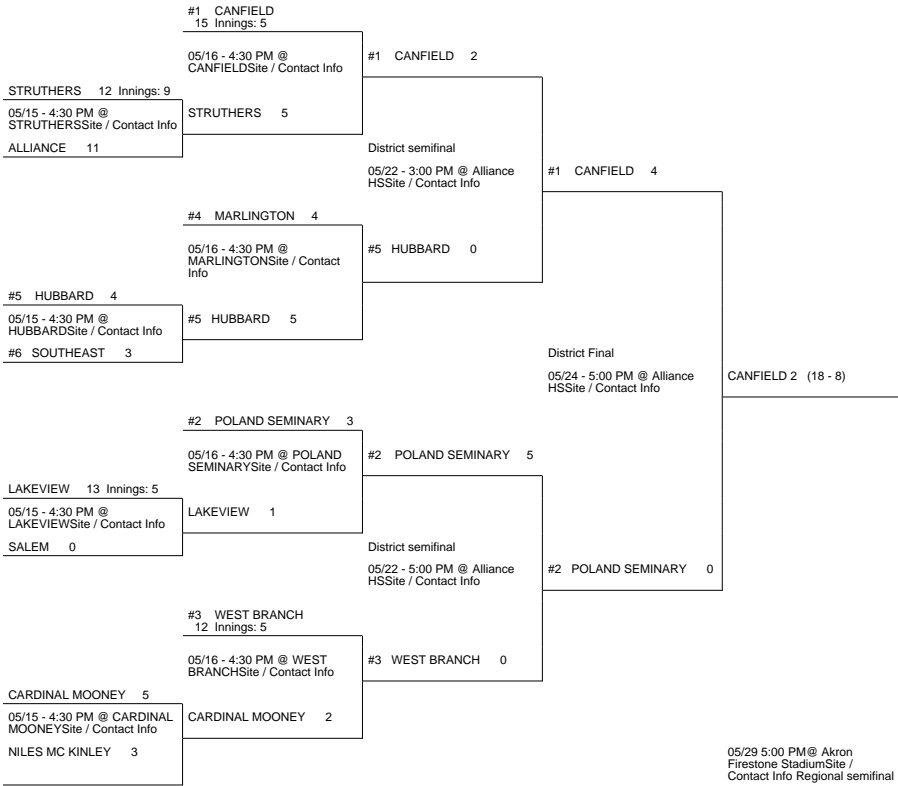 #1 CANFIELD
15 Innings: 5
05/16 - 4:30 PM @
CANFIELDSite / Contact Info
#1 CANFIELD 2
STRUTHERS 12 Innings: 9
05/15 - 4:30 PM @
STRUTHERSSite / Contact Info
STRUTHERS 5
ALLIANCE 11
District semifinal
05/22 - 3:00 PM @ Alliance
HSSite / Contact Info
#1 CANFIELD 4
#4 MARLINGTON 4
05/16 - 4:30 PM @
MARLINGTONSite / Contact
Info
#5 HUBBARD 0
#5 HUBBARD 4
05/15 - 4:30 PM @
HUBBARDSite / Contact Info
#5 HUBBARD 5
#6 SOUTHEAST 3
District Final
05/24 - 5:00 PM @ Alliance
HSSite / Contact Info
CANFIELD 2 (18 - 8)
#2 POLAND SEMINARY 3
05/16 - 4:30 PM @ POLAND
SEMINARYSite / Contact Info
#2 POLAND SEMINARY 5
LAKEVIEW 13 Innings: 5
05/15 - 4:30 PM @
LAKEVIEWSite / Contact Info
LAKEVIEW 1
SALEM 0
District semifinal
05/22 - 5:00 PM @ Alliance
HSSite / Contact Info
#2 POLAND SEMINARY 0
#3 WEST BRANCH
12 Innings: 5
05/16 - 4:30 PM @ WEST
BRANCHSite / Contact Info
#3 WEST BRANCH 0
CARDINAL MOONEY 5
05/15 - 4:30 PM @ CARDINAL
MOONEYSite / Contact Info
CARDINAL MOONEY 2
NILES MC KINLEY 3
05/29 5:00 PM@ Akron
Firestone StadiumSite /
Contact Info Regional semifinal